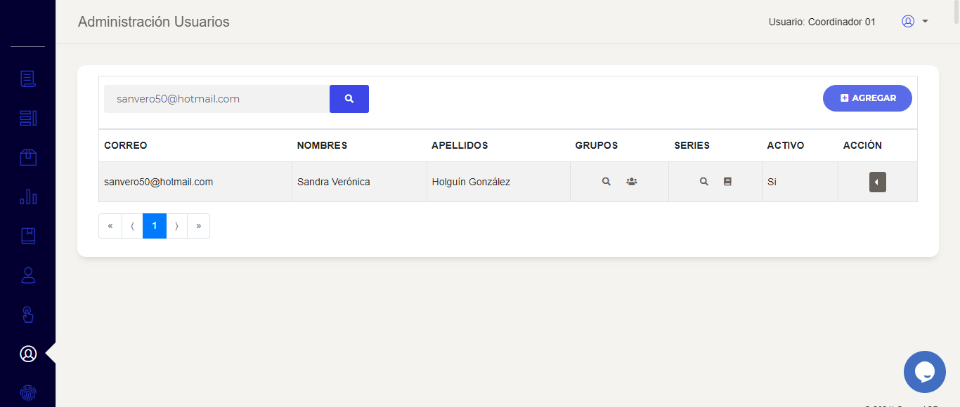 Administración Usuarios
Usuario: Coordinador 01
sanvero50@hotmail.com
AGREGAR
CORREO NOMBRES APELLIDOS GRUPOS SERIES ACTIVO ACCIÓN
sanvero50@hotmail.com Sandra Verónica Holguín González Si
« ⟨ 1 ⟩ »